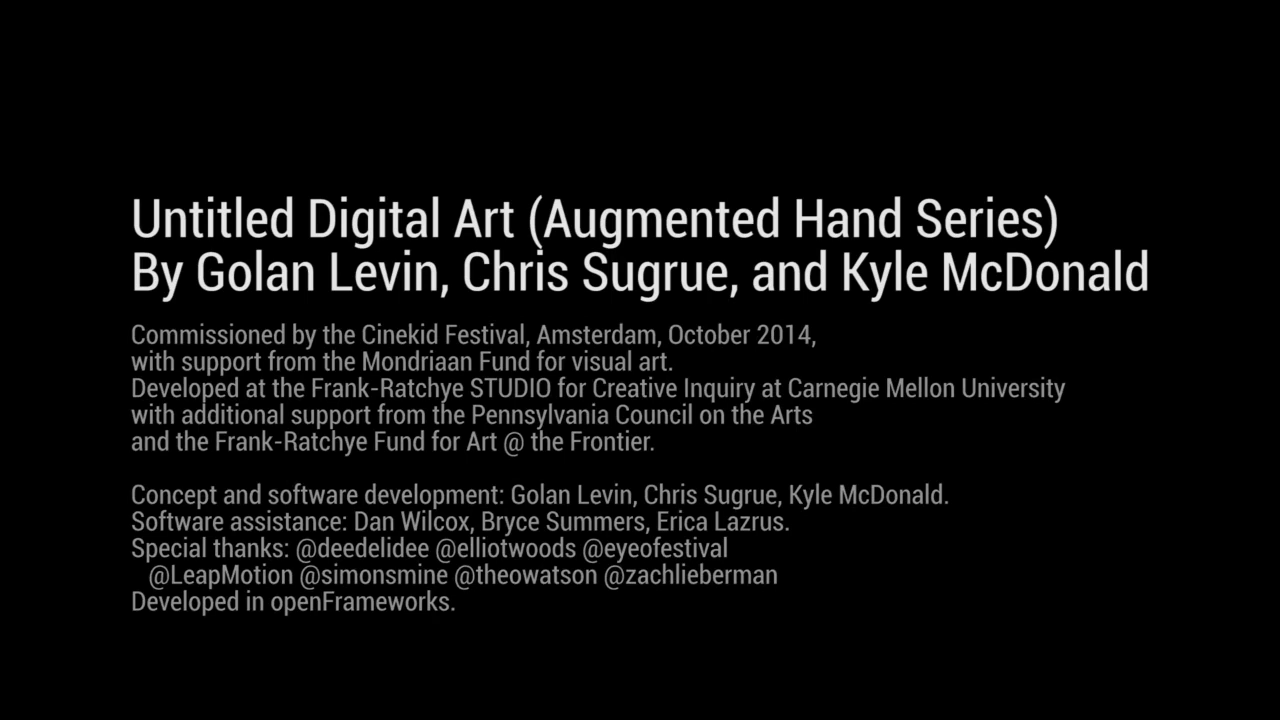 Untitled Digital Art (Augmented Hand Series)
By Golan Levin, Chris Sugrue, and Kyle McDonald
Commissioned by the Cinekid Festival, Amsterdam, October 2014,
with support from the Mondriaan Fund for visual art.
Developed at the Frank-Ratchye STUDIO for Creative Inquiry at Carnegie Mellon University
with additional support from the Pennsylvania Council on the Arts
and the Frank-Ratchye Fund for Art @ the Frontier.
Concept and software development: Golan Levin, Chris Sugrue, Kyle McDonald.
Software assistance: Dan Wilcox, Bryce Summers, Erica Lazrus.
Special thanks: @deedelidee @elliotwoods @eyeofestival
@LeapMotion @simonsmine @theowatson @zachlieberman
Developed in openFrameworks.